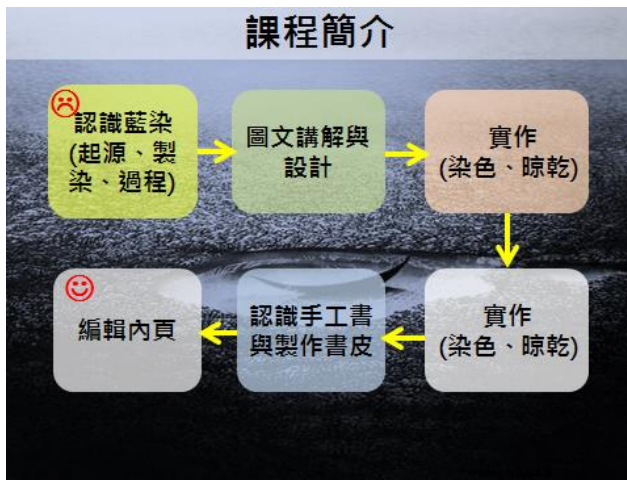 課程簡介
認識藍染
(起源、製
染、過程)
圖文講解與
設計
實作
(染色、晾乾)
實作
(染色、晾乾)
認識手工書
與製作書皮
編輯內頁